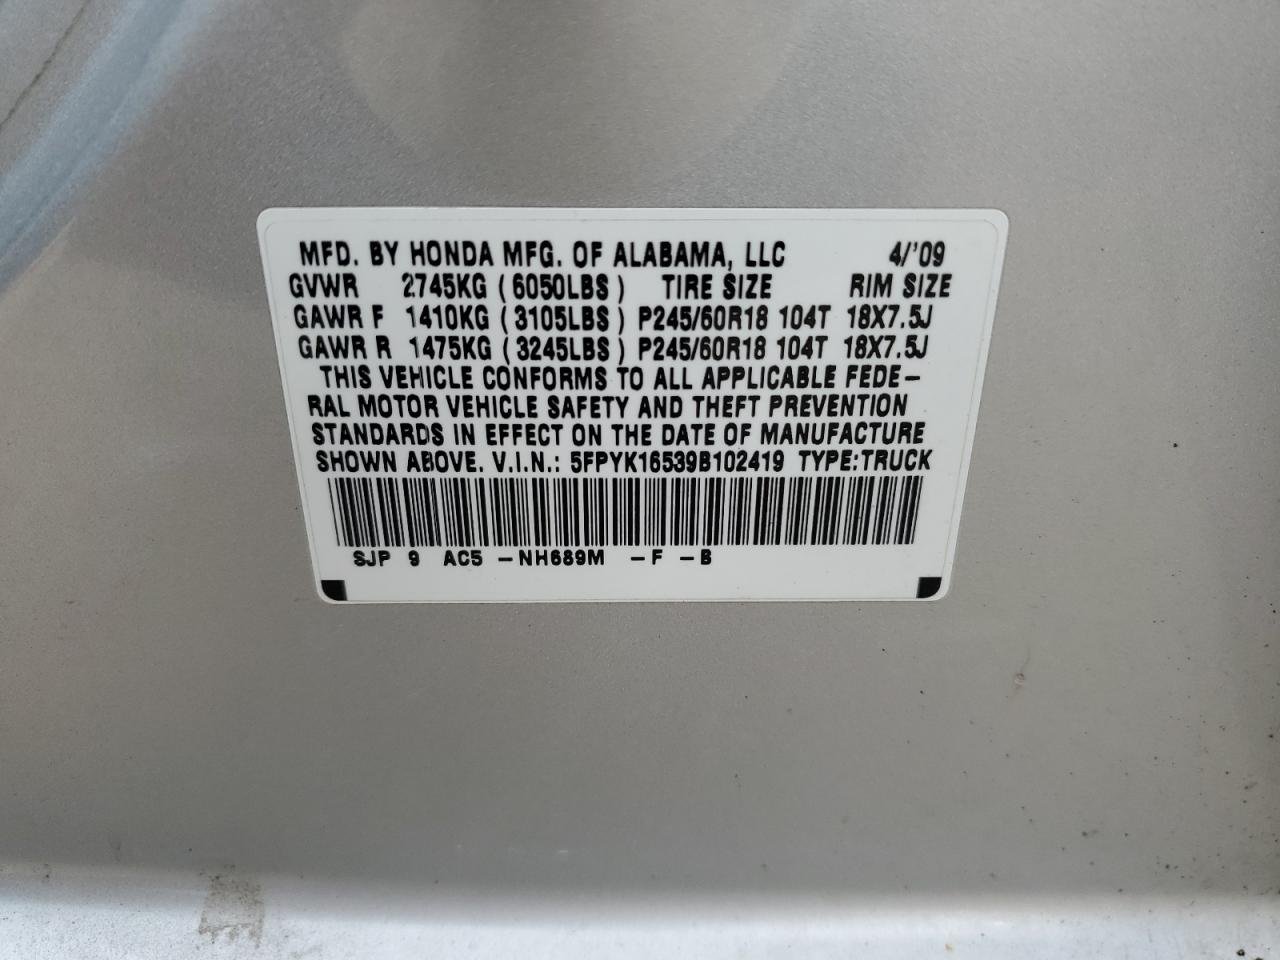 MFD. BY HONDA MFG. OF ALABAMA, LLC 4/'09
GVWR 2745KG (6050LBS) TIRE SIZE RIM SIZE
GAWR F 1410KG (3105LBS) P245/60R18 104T 18X7.5J
GAWR R 1475KG (3245LBS) P245/60R18 104T 18X7.5J
THIS VEHICLE CONFORMS TO ALL APPLICABLE FEDE-
RAL MOTOR VEHICLE SAFETY AND THEFT PREVENTION
STANDARDS IN EFFECT ON THE DATE OF MANUFACTURE
SHOWN ABOVE. V.I.N.: 5FPYK16539B102419 TYPE:TRUCK
SJP 9 AC5 -NH689M -F -B